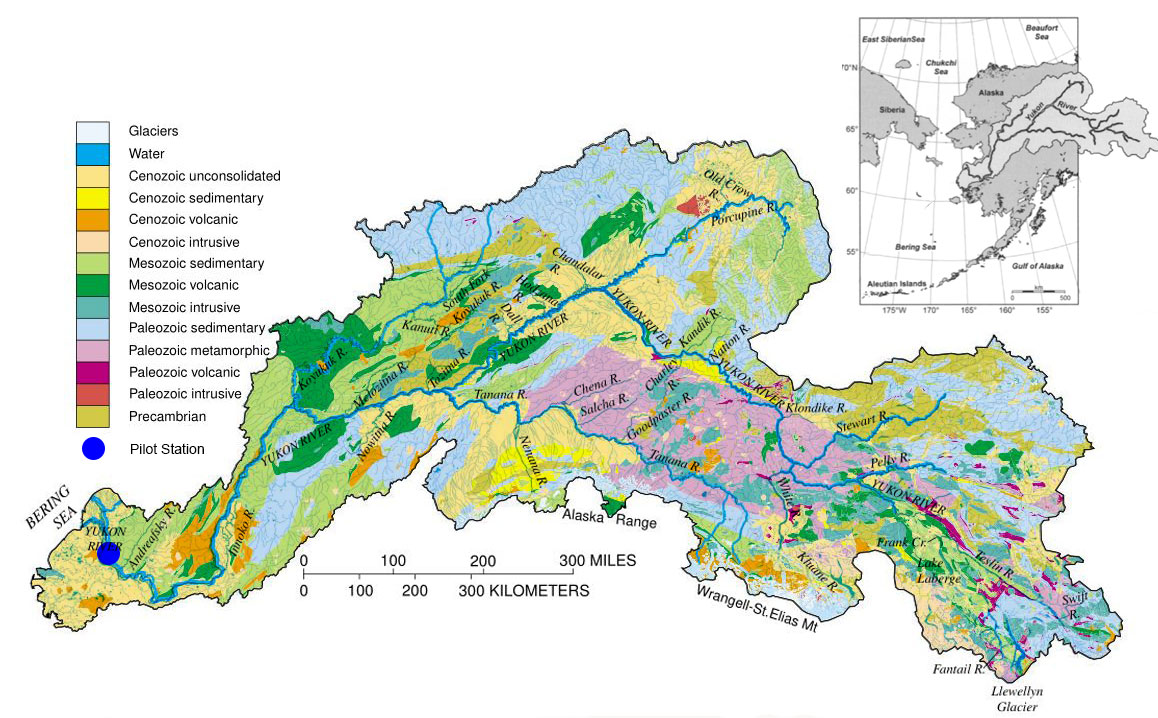 Glaciers
Water
Cenozoic unconsolidated
Cenozoic sedimentary
Cenozoic volcanic
Cenozoic intrusive
Mesozoic sedimentary
Mesozoic volcanic
Mesozoic intrusive
Paleozoic sedimentary
Paleozoic metamorphic
Paleozoic volcanic
Paleozoic intrusive
Precambrian
Pilot Station
East SiberianSea
Beaufort
Sea
Chukchi
Sea
70°N
Alaska
Siberia
Yukon
River
65°
60°
55°
Bering Sea
Gulf of Alaska
Aleutian Islands
km
0 500
175°W 170° 165° 160° 155°
Old Crow
R.
Porcupine R.
Chandalar
R.
South Fork
Koyukuk R.
Hodzana
R.
Dall
R.
Kanuti R.
YUKON RIVER
YUKON RIVER
Kandik R.
Nation R.
Koyukuk R.
Melozitna R.
Tozitna R.
Tanana R.
Chena R.
Salcha R.
Charley
R.
Goodpaster R.
YUKON RIVER
Klondike R.
Stewart R.
YUKON RIVER
Nowitna R.
Nenana R.
Tanana R.
White
Pelly R.
YUKON RIVER
BERING
SEA
YUKON
RIVER
Andreafsky R.
Innoko R.
Alaska Range
Frank Cr.
Lake
Laberge
Teslin R.
Kluane R.
Swift
R.
0 100 200 300 MILES
0 100 200 300 KILOMETERS
Wrangell-St.Elias Mt
Fantail R.
Llewellyn
Glacier